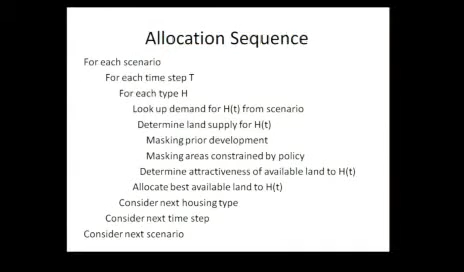 Allocation Sequence
For each scenario
For each time step T
For each type H
Look up demand for H(t) from scenario
Determine land supply for H(t)
Masking prior development
Masking areas constrained by policy
Determine attractiveness of available land to H(t)
Allocate best available land to H(t)
Consider next housing type
Consider next time step
Consider next scenario